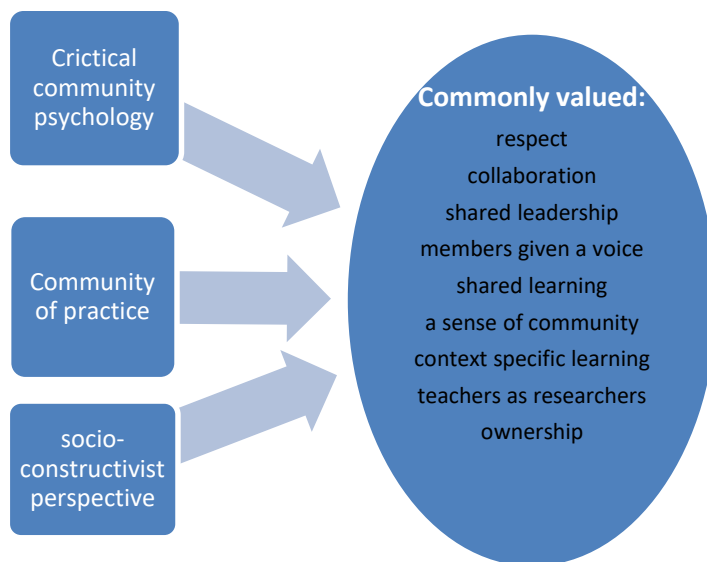 Crictical
community
psychology
Community
of practice
socio-
constructivist
perspective
Commonly valued:
respect
collaboration
shared leadership
members given a voice
shared learning
a sense of community
context specific learning
teachers as researchers
ownership